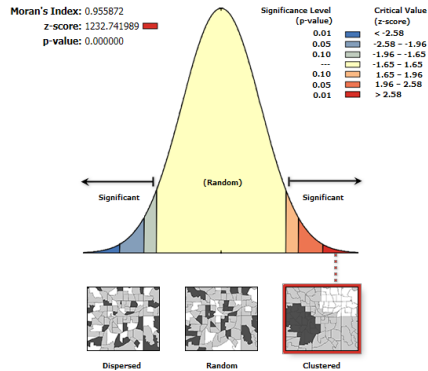 Moran's Index: 0.955872
z-score: 1232.741989
p-value: 0.000000
Significance Level
(p-value)
Critical Value
(z-score)
0.01 < -2.58
0.05 -2.58 – -1.96
0.10 -1.96 – -1.65
--- -1.65 – 1.65
0.10 1.65 – 1.96
0.05 1.96 – 2.58
0.01 > 2.58
(Random)
Significant Significant
Dispersed Random Clustered